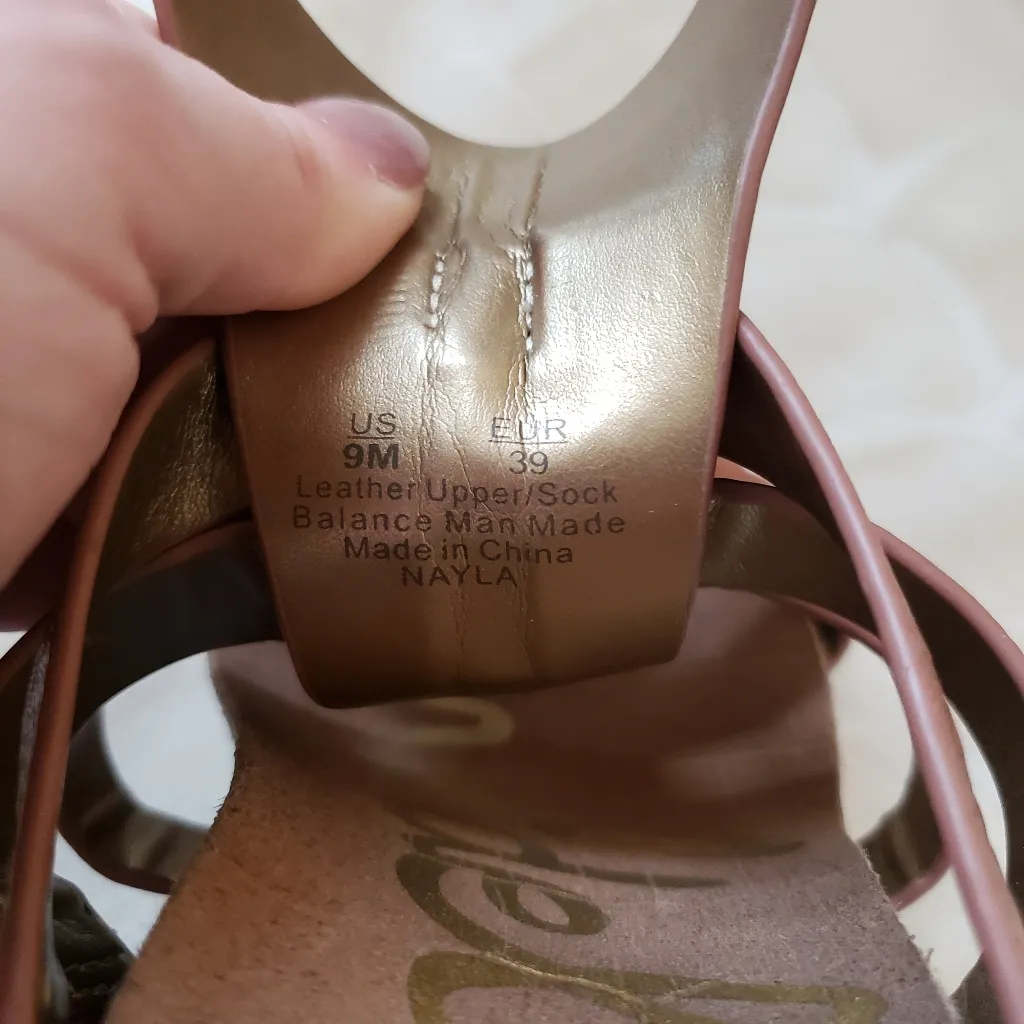 US EUR
9M 39
Leather Upper/Sock
Balance Man Made
Made in China
NAYLA